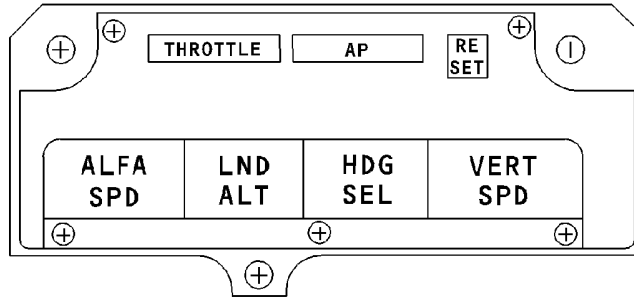 THROTTLE AP RE
SET
ALFA LND HDG VERT
SPD ALT SEL SPD